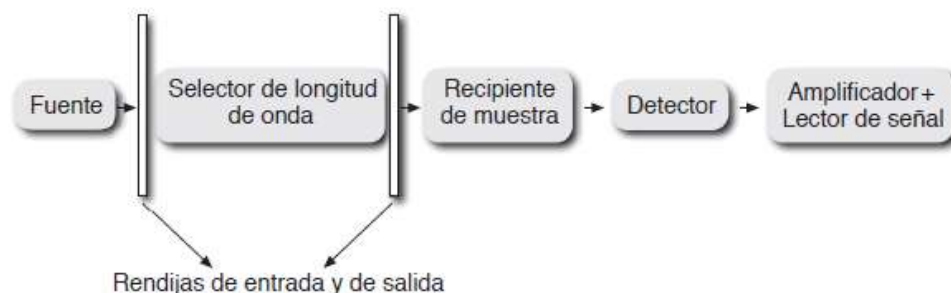 Fuente
Selector de longitud
de onda
Recipiente
de muestra
Detector
Amplificador+
Lector de señal
Rendijas de entrada y de salida